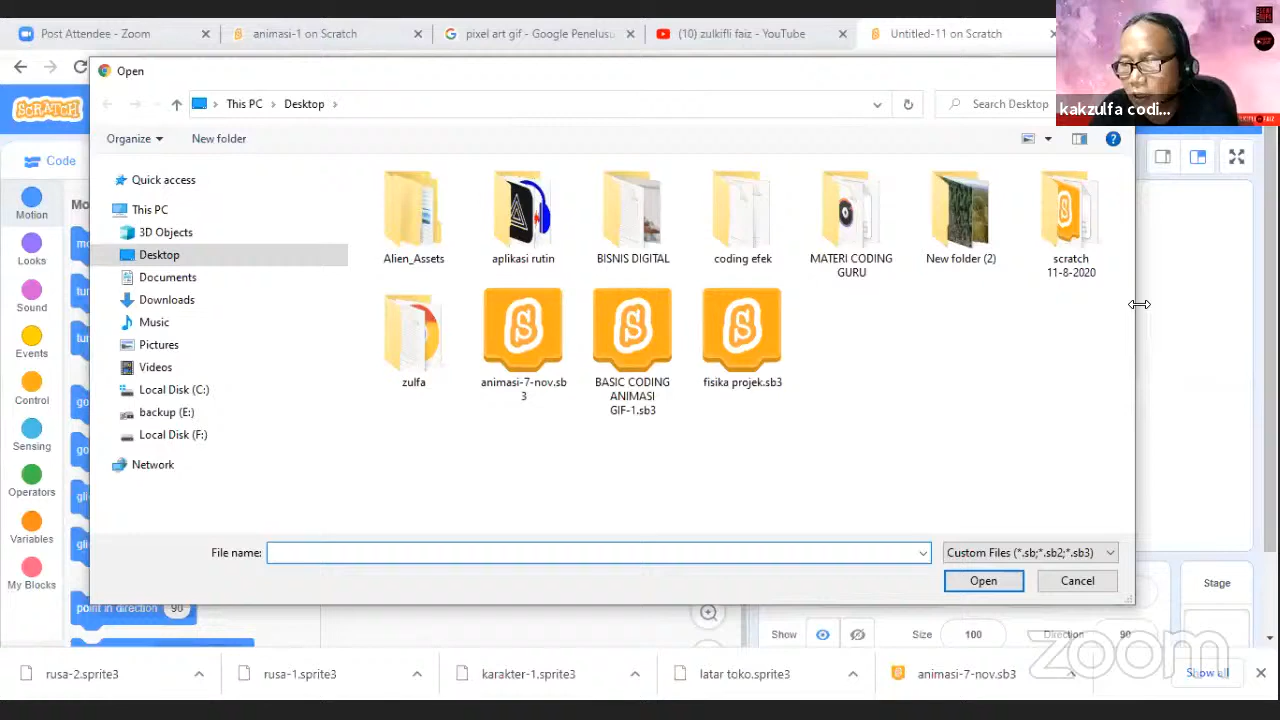 Post Attendee - Zoom
animasi-1 on Scratch
pixel art gif - Google Penelusu
(10) zulkifli faiz - YouTube
Untitled-11 on Scratch
kakzulfa codi...
Open
This PC
Desktop
Search Desktop
SCRATCH
Organize
New folder
Code
Quick access
This PC
3D Objects
Desktop
Documents
Downloads
Music
Pictures
Videos
Local Disk (C:)
backup (E:)
Local Disk (F:)
Network
Alien_Assets
aplikasi rutin
BISNIS DIGITAL
coding efek
MATERI CODING
GURU
New folder (2)
scratch
11-8-2020
zulfa
animasi-7-nov.sb
3
BASIC CODING
ANIMASI
GIF-1.sb3
fisika projek.sb3
Motion
Looks
Sound
Events
Control
Sensing
Operators
Variables
My Blocks
File name:
Custom Files (*.sb;*.sb2;*.sb3)
Open
Cancel
point in direction 90
Stage
Show
Size
100
Direction
90
zoom
rusa-2.sprite3
rusa-1.sprite3
karakter-1.sprite3
latar toko.sprite3
animasi-7-nov.sb3
Show all